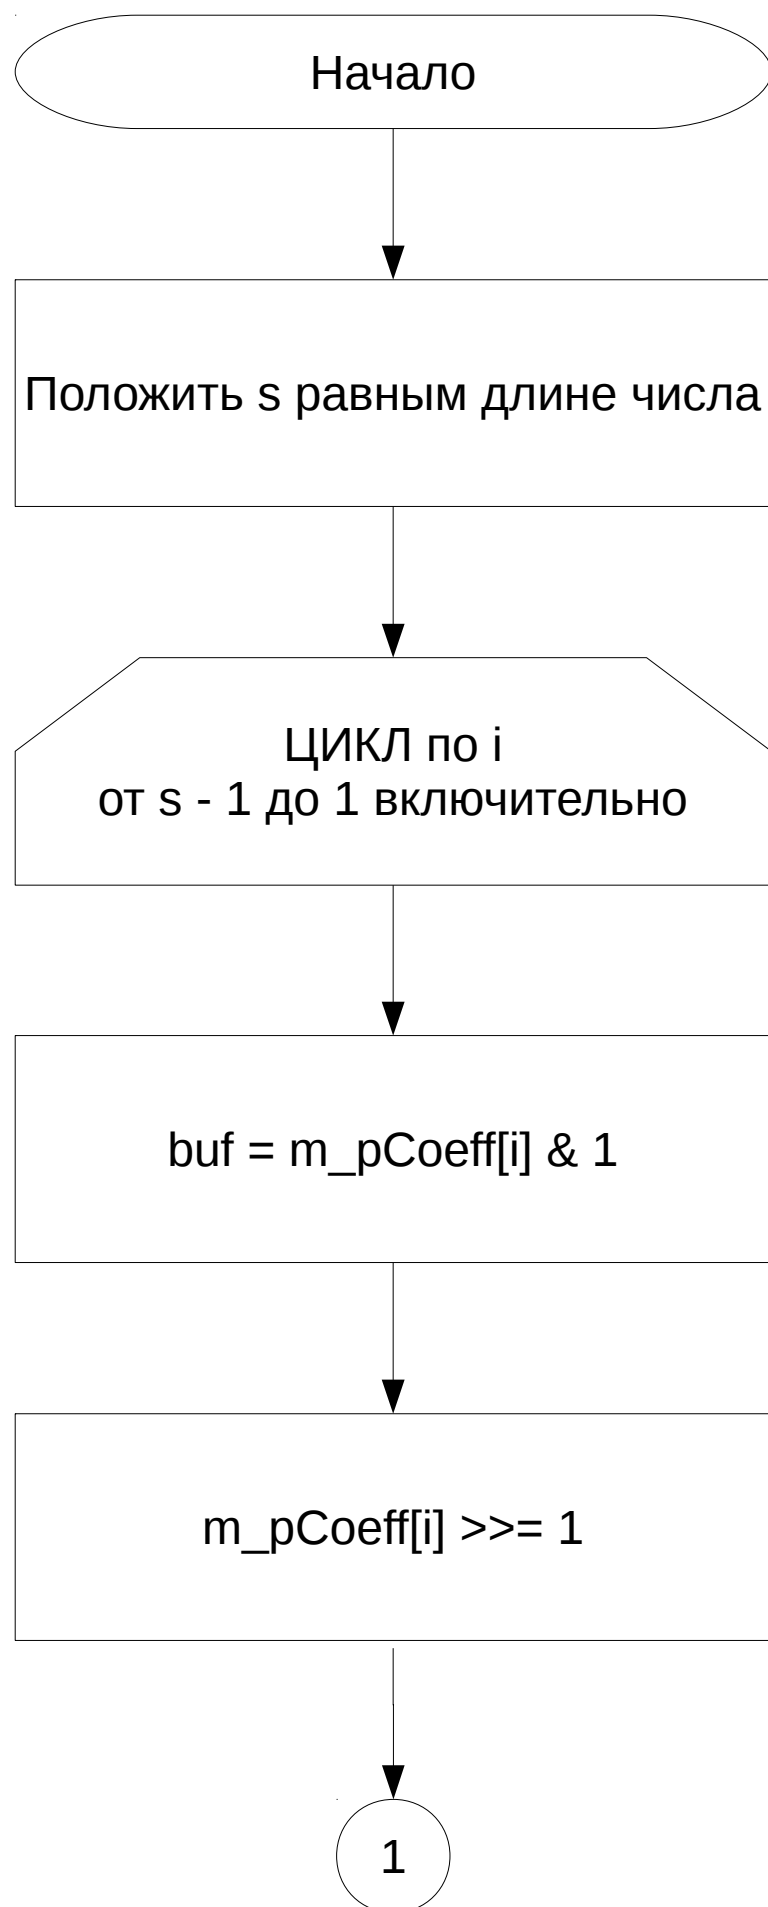 Начало
Положить s равным длине числа
ЦИКЛ по i
от s - 1 до 1 включительно
buf = m_pCoeff[i] & 1
m_pCoeff[i] >>= 1
1